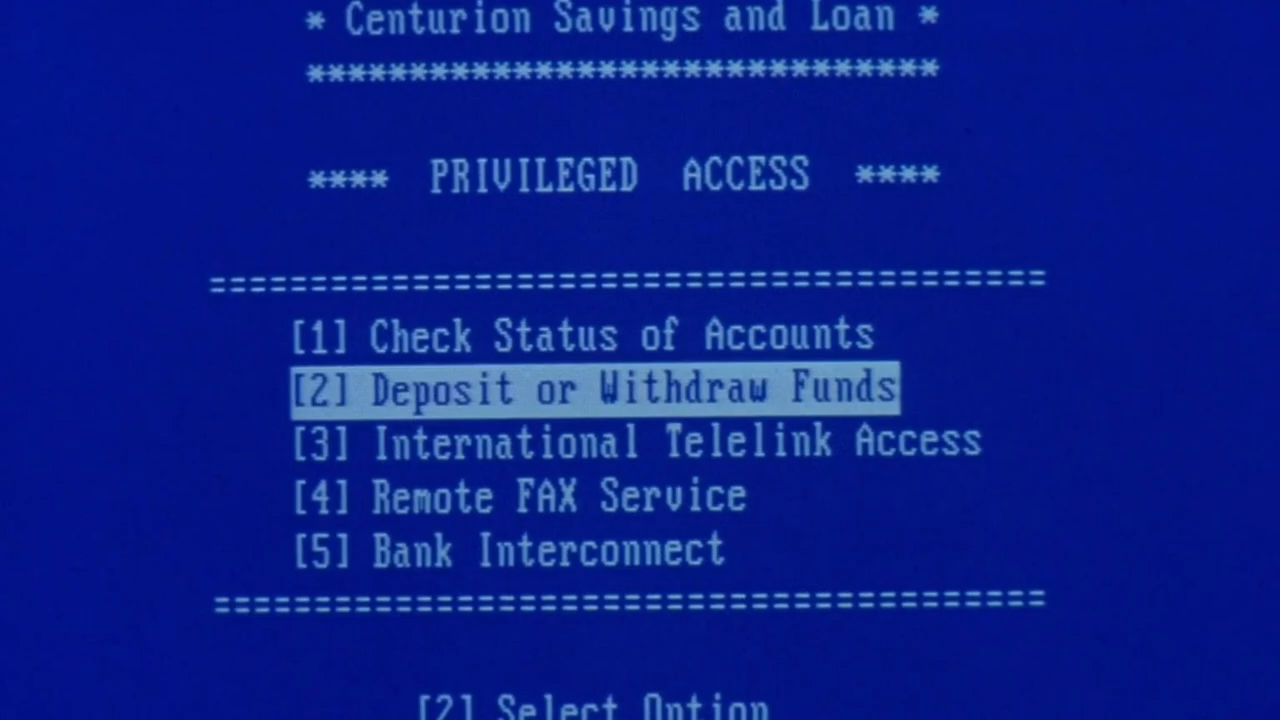 * Centurion Savings and Loan *
*******************************
**** PRIVILEGED ACCESS ****
=========================================
[1] Check Status of Accounts
[2] Deposit or Withdraw Funds
[3] International Telelink Access
[4] Remote FAX Service
[5] Bank Interconnect
=========================================
[2] Select Option